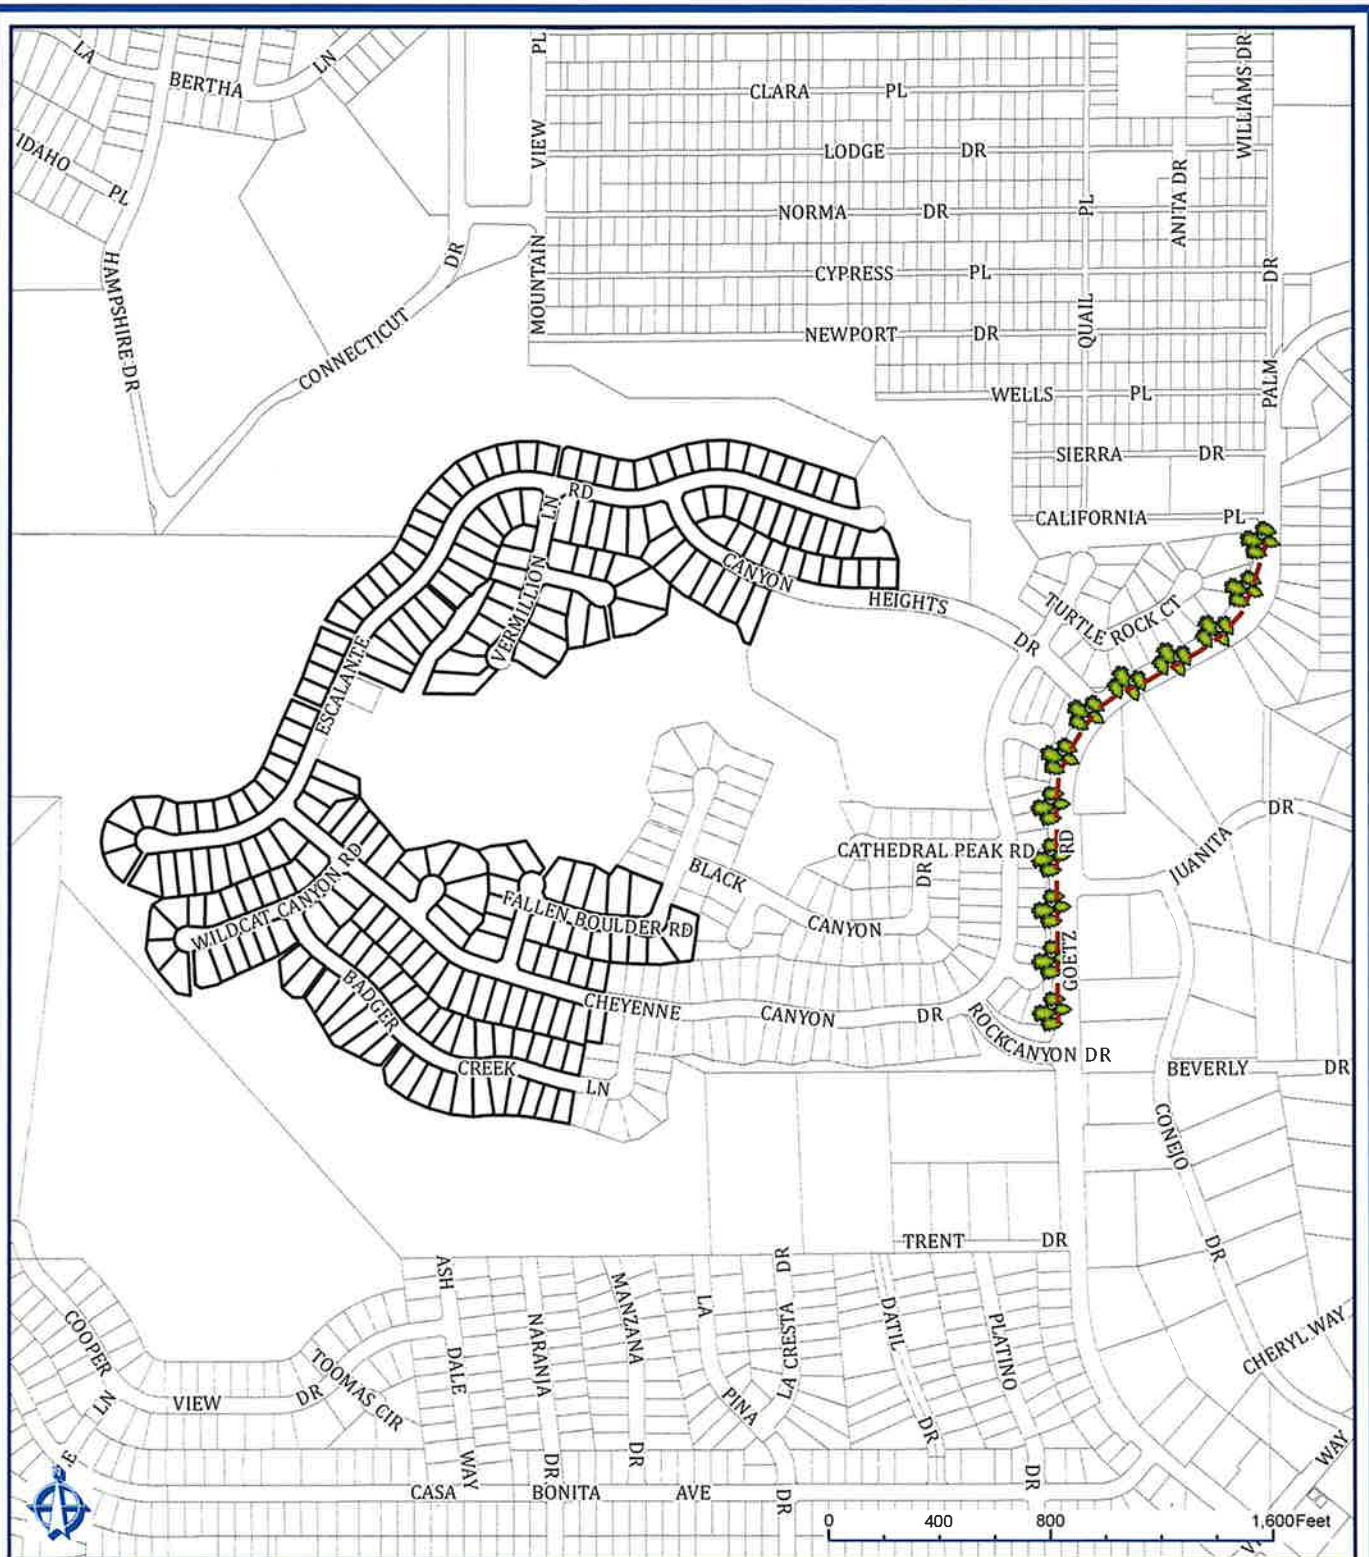 LA BERTHA LN
CLARA PL
WILLIAMS DR
IDAHO PL
MOUNTAIN VIEW PL
LODGE DR
ANITA DR
NORMA DR
QUAIL PL
HAMPSHIRE DR
CONNECTICUT DR
CYPRESS PL
PALM DR
NEWPORT DR
WELLS PL
SIERRA DR
CALIFORNIA PL
RD
VERMILLION LN
CANYON HEIGHTS DR
TURTLE ROCK CT
ESCALANTE
JUANITA DR
CATHEDRAL PEAK RD
DR
GOETZ RD
BLACK CANYON
WILDCAT CANYON RD
FALLEN BOULDER RD
BADGER CREEK LN
CHEYENNE CANYON DR
ROCKCANYON DR
BEVERLY DR
CONEJO DR
TRENT DR
ASH DALE WAY
NARANJA DR
MANZANA DR
LA PINA DR
LA CRESTA DR
DATIL DR
PLATINO DR
CHERYL WAY
COOPER LN
VIEW DR
TOOMAS CIR
E
CASA BONITA AVE
WAY
0 400 800 1,600Feet